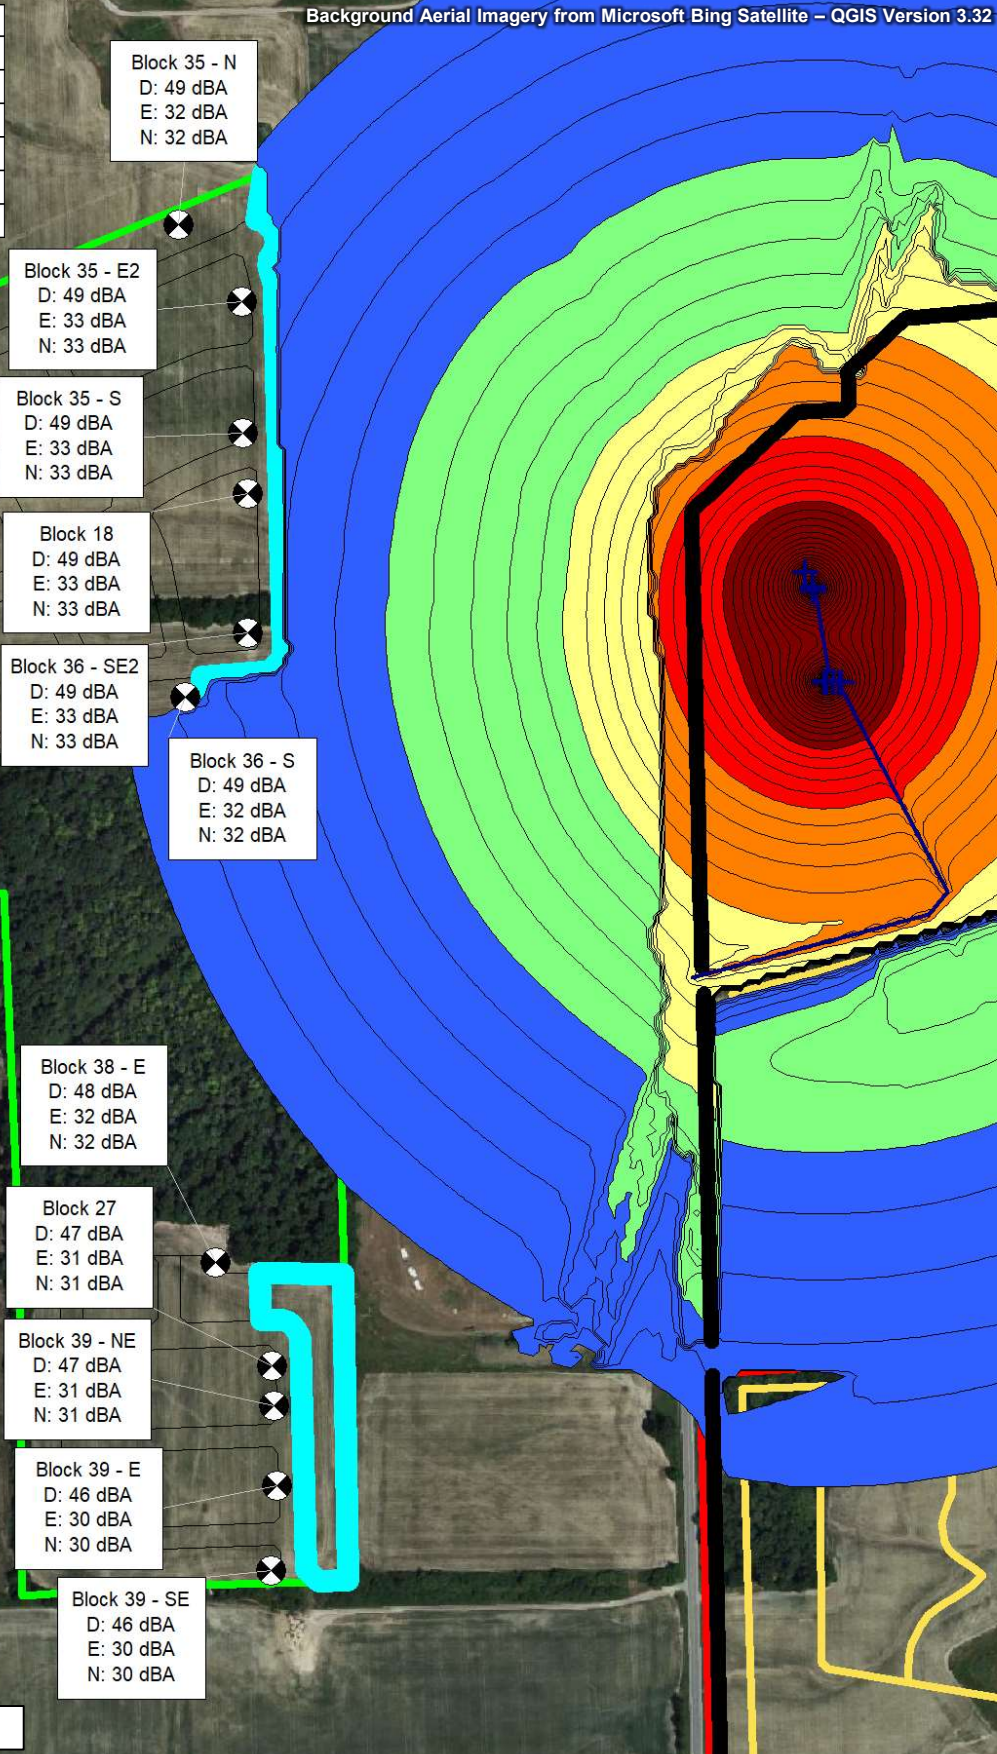 Background Aerial Imagery from Microsoft Bing Satellite – QGIS Version 3.32
Block 35 - N
D: 49 dBA
E: 32 dBA
N: 32 dBA
Block 35 - E2
D: 49 dBA
E: 33 dBA
N: 33 dBA
Block 35 - S
D: 49 dBA
E: 33 dBA
N: 33 dBA
Block 18
D: 49 dBA
E: 33 dBA
N: 33 dBA
Block 36 - SE2
D: 49 dBA
E: 33 dBA
N: 33 dBA
Block 36 - S
D: 49 dBA
E: 32 dBA
N: 32 dBA
Block 38 - E
D: 48 dBA
E: 32 dBA
N: 32 dBA
Block 27
D: 47 dBA
E: 31 dBA
N: 31 dBA
Block 39 - NE
D: 47 dBA
E: 31 dBA
N: 31 dBA
Block 39 - E
D: 46 dBA
E: 30 dBA
N: 30 dBA
Block 39 - SE
D: 46 dBA
E: 30 dBA
N: 30 dBA